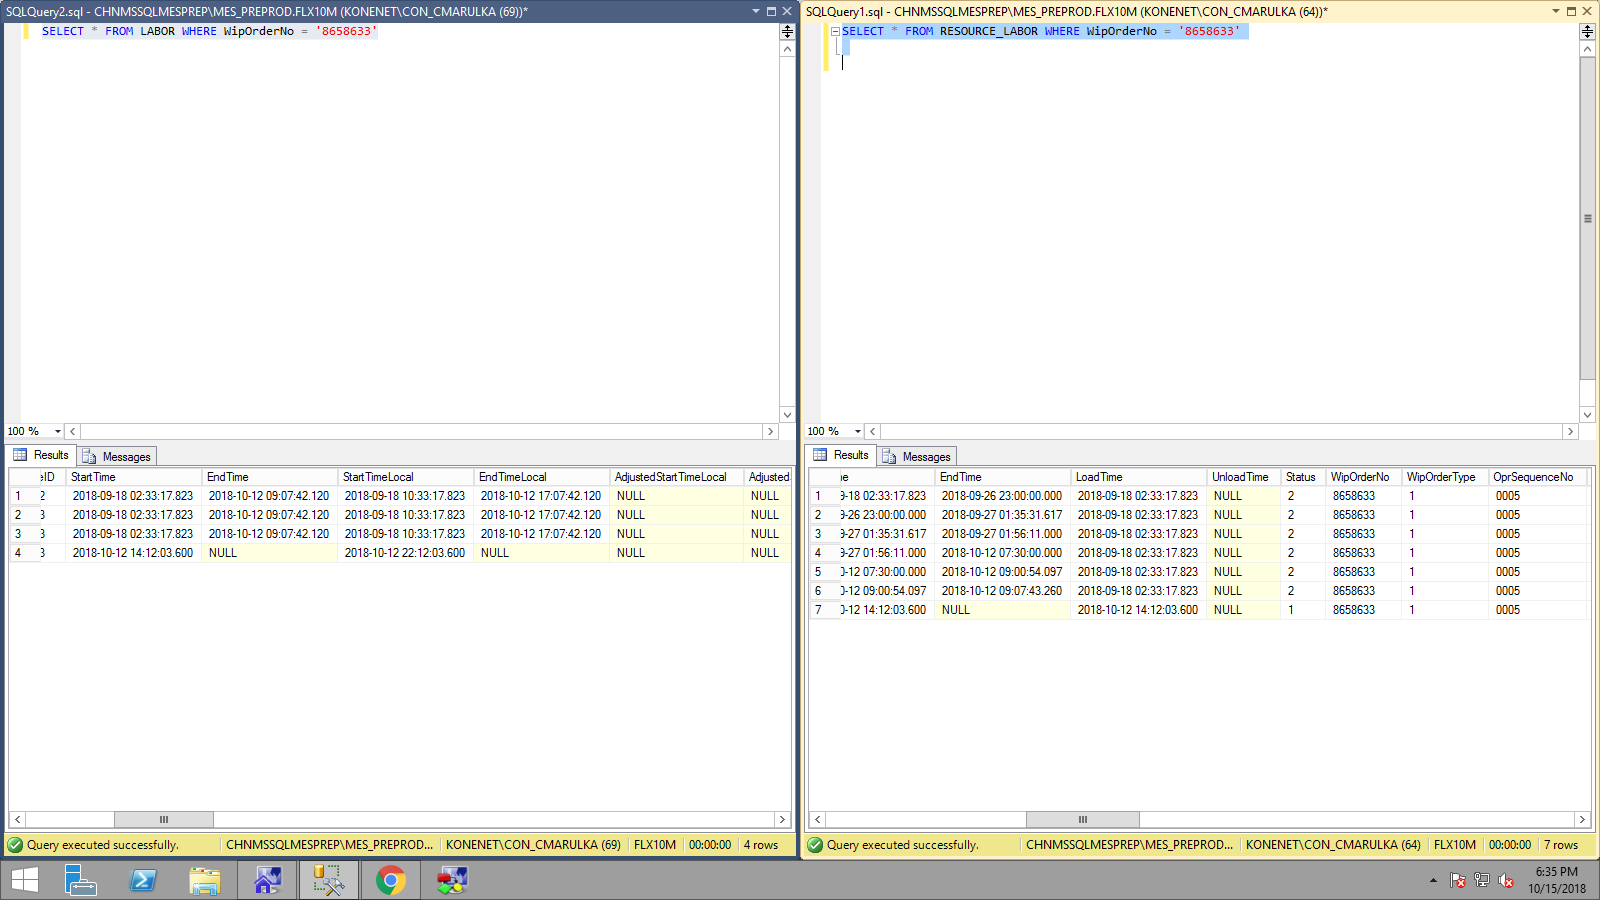 SQLQuery2.sql - CHNMSSQLMESPREP\MES_PREPROD.FLX10M (KONENET\CON_CMARULKA (69))*
SELECT * FROM LABOR WHERE WipOrderNo = '8658633'
100 %
Results Messages
eID StartTime EndTime StartTimeLocal EndTimeLocal AdjustedStartTimeLocal Adjusted
1 2 2018-09-18 02:33:17.823 2018-10-12 09:07:42.120 2018-09-18 10:33:17.823 2018-10-12 17:07:42.120 NULL NULL
2 3 2018-09-18 02:33:17.823 2018-10-12 09:07:42.120 2018-09-18 10:33:17.823 2018-10-12 17:07:42.120 NULL NULL
3 3 2018-09-18 02:33:17.823 2018-10-12 09:07:42.120 2018-09-18 10:33:17.823 2018-10-12 17:07:42.120 NULL NULL
4 3 2018-10-12 14:12:03.600 NULL 2018-10-12 22:12:03.600 NULL NULL NULL
Query executed successfully. CHNMSSQLMESPREP\MES_PREPROD... KONENET\CON_CMARULKA (69) FLX10M 00:00:00 4 rows
SQLQuery1.sql - CHNMSSQLMESPREP\MES_PREPROD.FLX10M (KONENET\CON_CMARULKA (64))*
SELECT * FROM RESOURCE_LABOR WHERE WipOrderNo = '8658633'
100 %
Results Messages
ne EndTime LoadTime UnloadTime Status WipOrderNo WipOrderType OprSequenceNo
1 9-18 02:33:17.823 2018-09-26 23:00:00.000 2018-09-18 02:33:17.823 NULL 2 8658633 1 0005
2 9-26 23:00:00.000 2018-09-27 01:35:31.617 2018-09-18 02:33:17.823 NULL 2 8658633 1 0005
3 9-27 01:35:31.617 2018-09-27 01:56:11.000 2018-09-18 02:33:17.823 NULL 2 8658633 1 0005
4 9-27 01:56:11.000 2018-10-12 07:30:00.000 2018-09-18 02:33:17.823 NULL 2 8658633 1 0005
5 0-12 07:30:00.000 2018-10-12 09:00:54.097 2018-09-18 02:33:17.823 NULL 2 8658633 1 0005
6 0-12 09:00:54.097 2018-10-12 09:07:43.260 2018-09-18 02:33:17.823 NULL 2 8658633 1 0005
7 0-12 14:12:03.600 NULL 2018-10-12 14:12:03.600 NULL 1 8658633 1 0005
Query executed successfully. CHNMSSQLMESPREP\MES_PREPROD... KONENET\CON_CMARULKA (64) FLX10M 00:00:00 7 rows
6:35 PM
10/15/2018